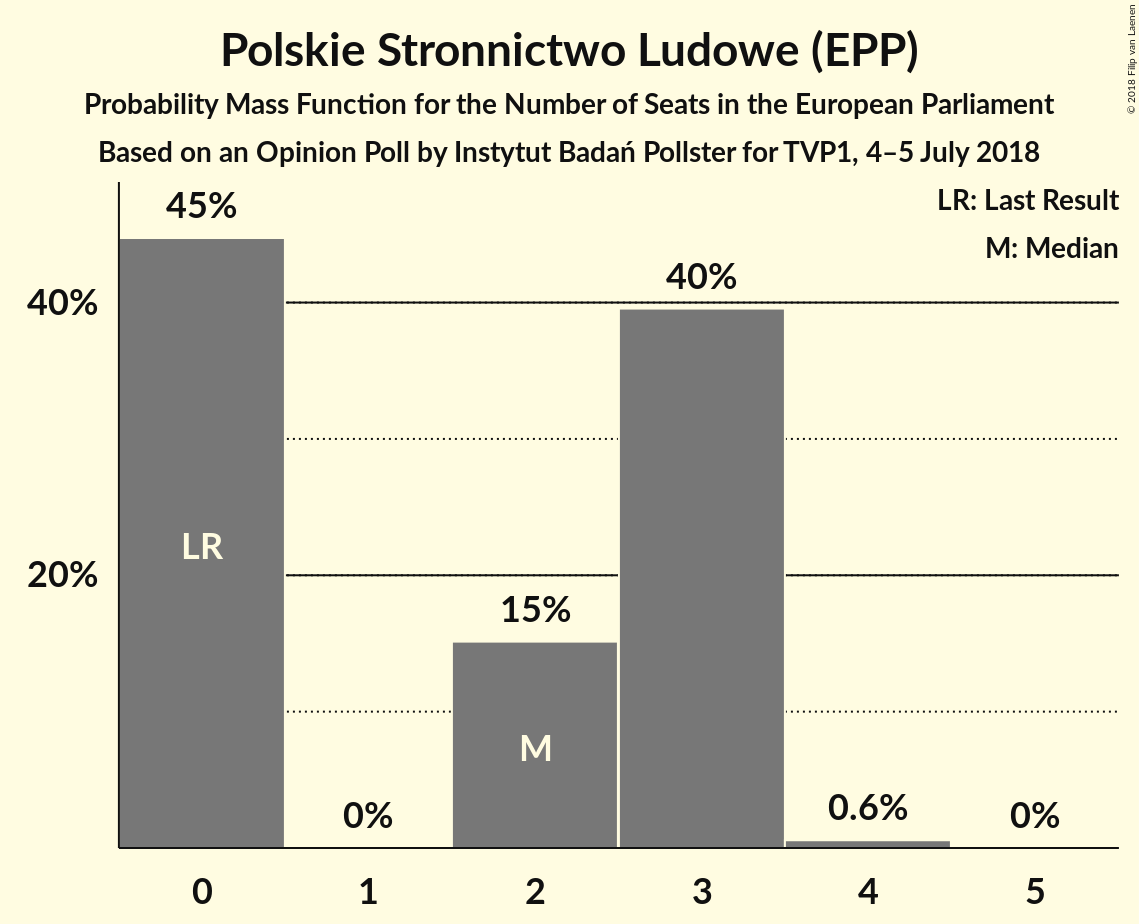 Polskie Stronnictwo Ludowe (EPP)
Probability Mass Function for the Number of Seats in the European Parliament
Based on an Opinion Poll by Instytut Badań Pollster for TVP1, 4–5 July 2018
© 2018 Filip van Laenen
LR: Last Result
M: Median
45%
40%
40%
LR
20%
15%
M
0%
0.6%
0%
0 1 2 3 4 5